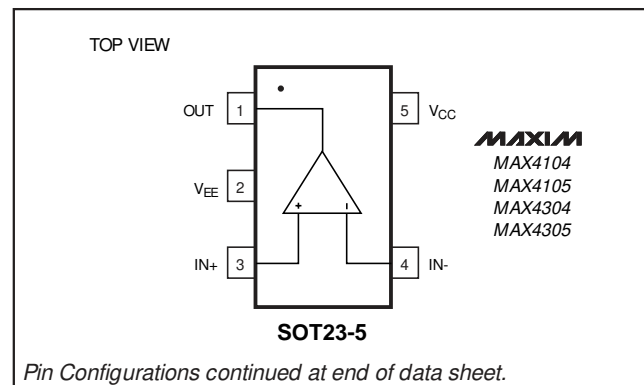 TOP VIEW
OUT 1
5 VCC
VEE 2
IN+ 3
4 IN-
+ -
MAXIM
MAX4104
MAX4105
MAX4304
MAX4305
SOT23-5
Pin Configurations continued at end of data sheet.